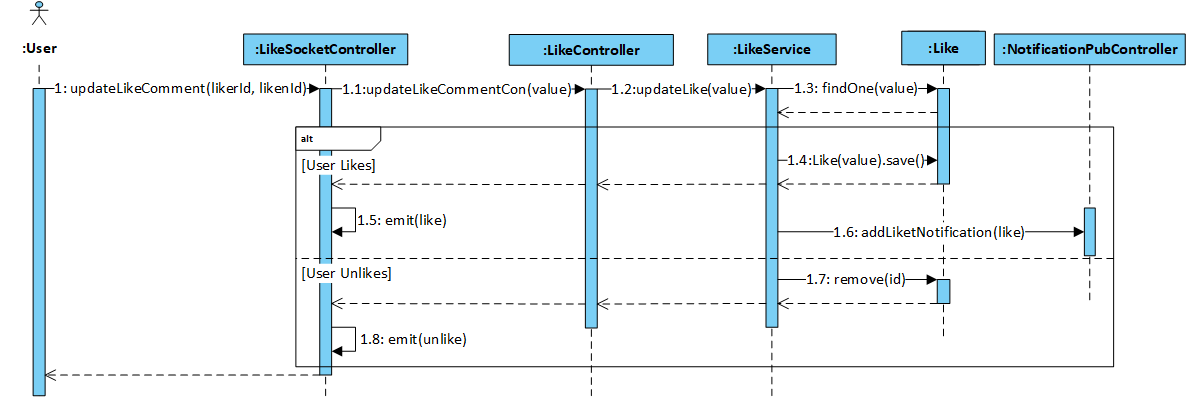 :User
:LikeSocketController
:LikeController
:LikeService
:Like
:NotificationPubController
1: updateLikeComment(likerId, likenId)
1.1:updateLikeCommentCon(value)
1.2:updateLike(value)
1.3: findOne(value)
alt
[User Likes]
1.4:Like(value).save()
1.5: emit(like)
1.6: addLiketNotification(like)
[User Unlikes]
1.7: remove(id)
1.8: emit(unlike)